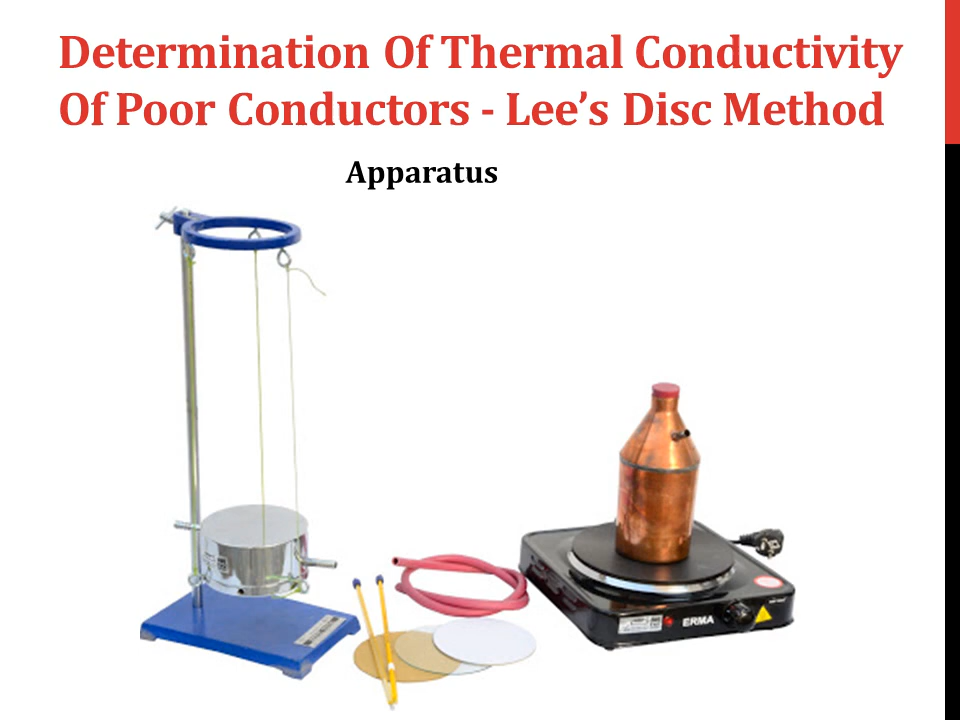 Determination Of Thermal Conductivity
Of Poor Conductors - Lee’s Disc Method
Apparatus
ERMA